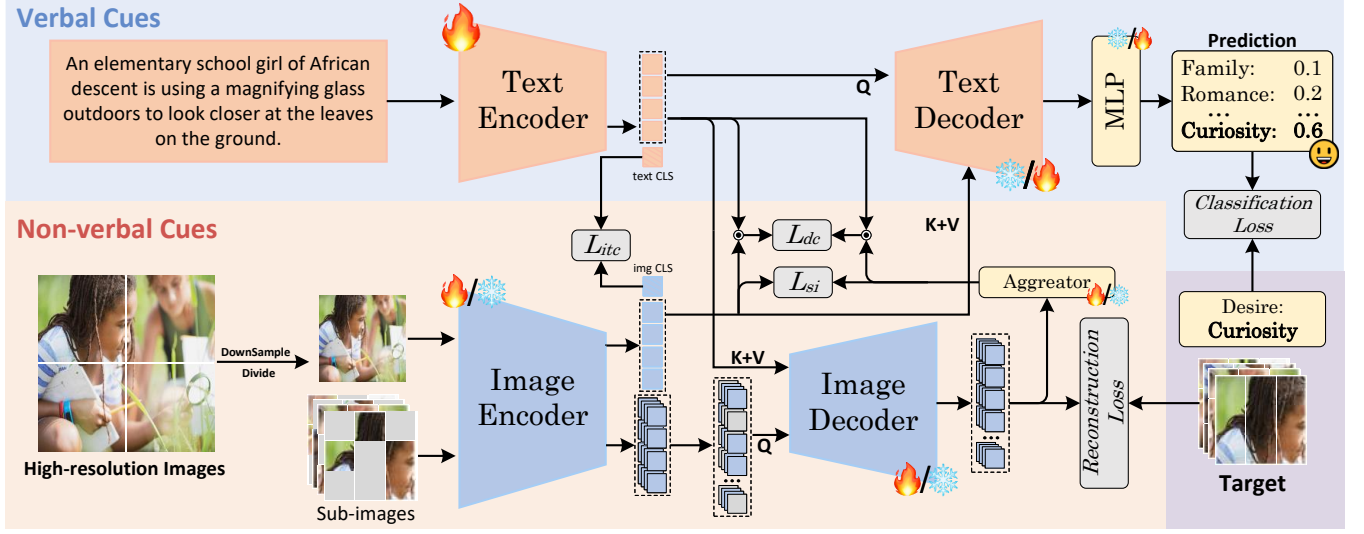 Verbal Cues
An elementary school girl of African
descent is using a magnifying glass
outdoors to look closer at the leaves
on the ground.
Text
Encoder
text CLS
Q
Text
Decoder
MLP
Prediction
Family: 0.1
Romance: 0.2
... ...
Curiosity: 0.6
Classification
Loss
Non-verbal Cues
L_itc
img CLS
L_dc
L_si
K+V
Aggreator
Desire:
Curiosity
DownSample
Divide
High-resolution Images
Sub-images
Image
Encoder
K+V
Q
...
Image
Decoder
...
Reconstruction
Loss
Target